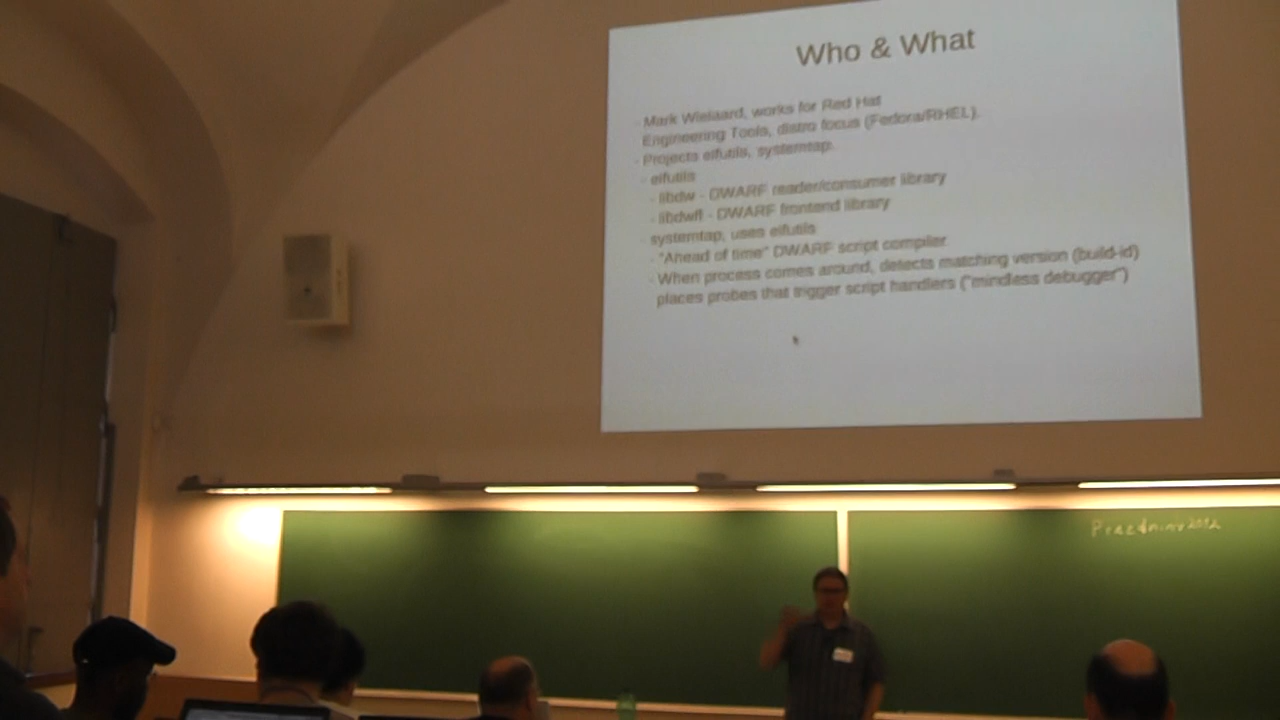 Who & What
- Mark Wielaard, works for Red Hat
Engineering Tools, distro focus (Fedora/RHEL).
- Projects elfutils, systemtap.
- elfutils
- libdw - DWARF reader/consumer library
- libdwfl - DWARF frontend library
- systemtap, uses elfutils
- "Ahead of time" DWARF script compiler.
- When process comes around, detects matching version (build-id)
places probes that trigger script handlers ("mindless debugger")